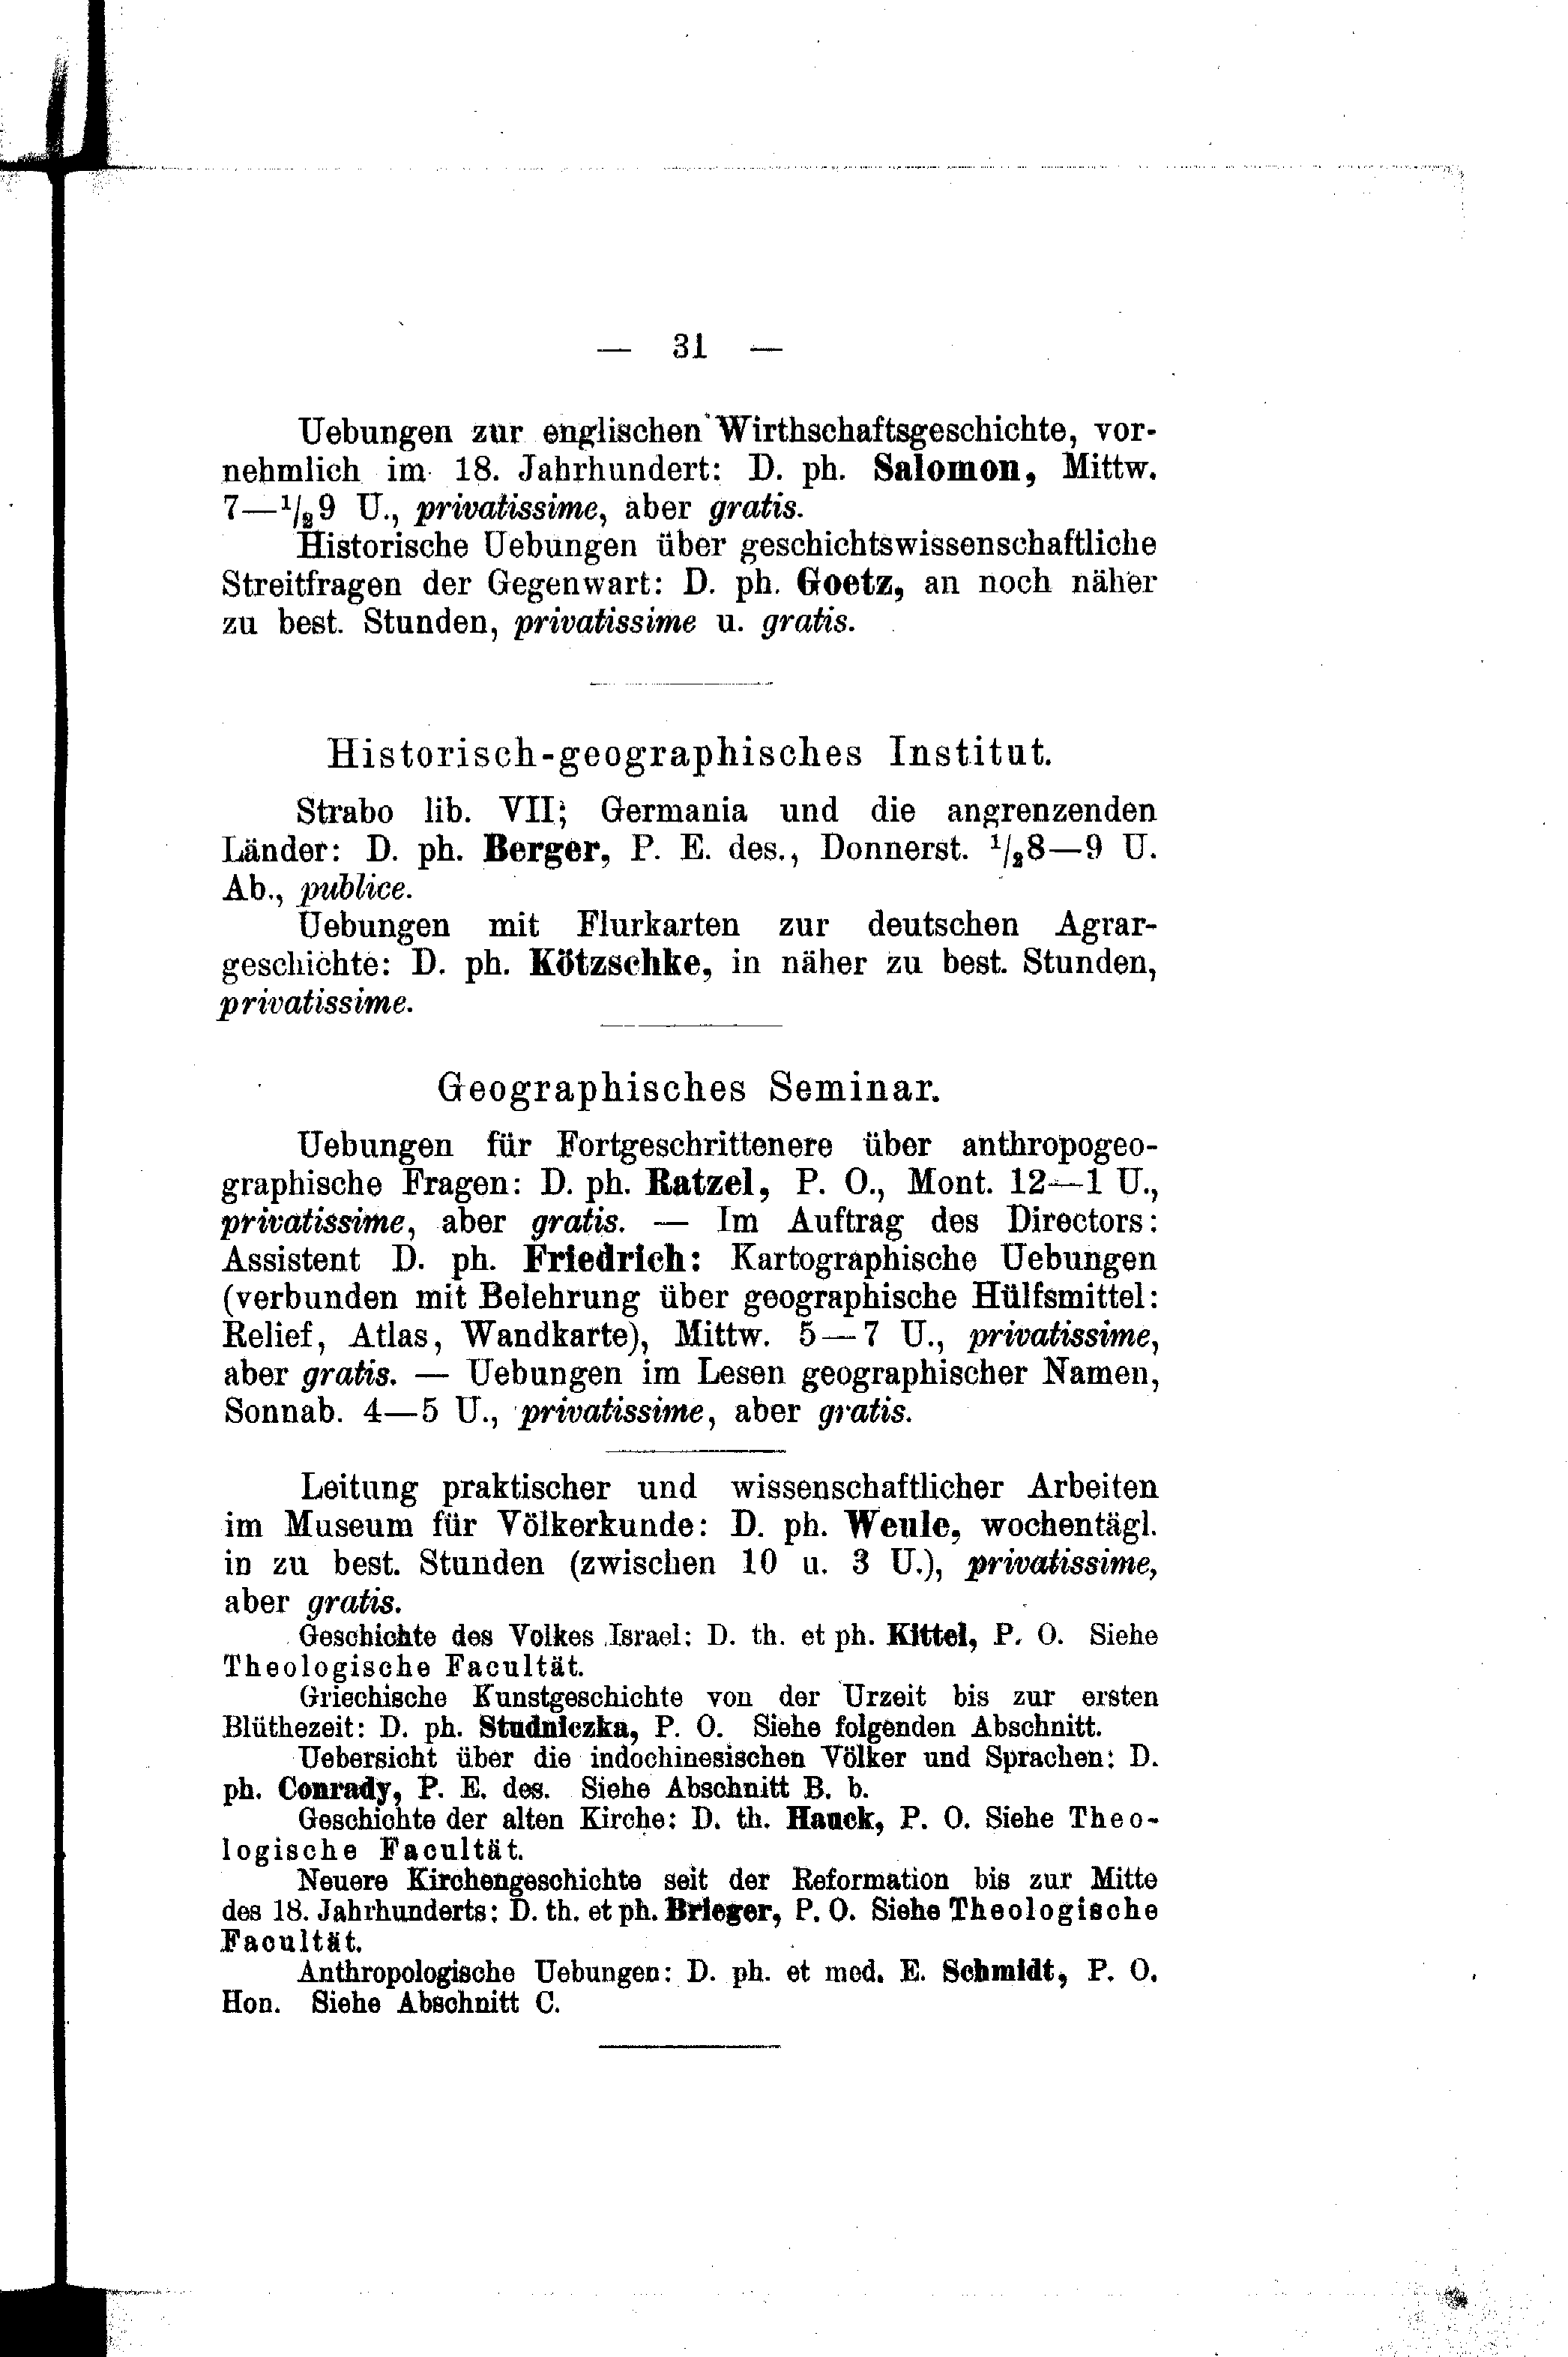 — 31 —
Uebungen zur englischen Wirthschaftsgeschichte, vor-
nehmlich im 18. Jahrhundert: D. ph. Salomon, Mittw.
7—1/2 9 U., privatissime, aber gratis.
Historische Uebungen über geschichtswissenschaftliche
Streitfragen der Gegenwart: D. ph. Goetz, an noch näher
zu best. Stunden, privatissime u. gratis.
Historisch-geographisches Institut.
Strabo lib. VII; Germania und die angrenzenden
Länder: D. ph. Berger, P. E. des., Donnerst. 1/2 8—9 U.
Ab., publice.
Uebungen mit Flurkarten zur deutschen Agrar-
geschichte: D. ph. Kötzschke, in näher zu best. Stunden,
privatissime.
Geographisches Seminar.
Uebungen für Fortgeschrittenere über anthropogeo-
graphische Fragen: D. ph. Ratzel, P. O., Mont. 12—1 U.,
privatissime, aber gratis. — Im Auftrag des Directors:
Assistent D. ph. Friedrich: Kartographische Uebungen
(verbunden mit Belehrung über geographische Hülfsmittel:
Relief, Atlas, Wandkarte), Mittw. 5—7 U., privatissime,
aber gratis. — Uebungen im Lesen geographischer Namen,
Sonnab. 4—5 U., privatissime, aber gratis.
Leitung praktischer und wissenschaftlicher Arbeiten
im Museum für Völkerkunde: D. ph. Weule, wochentägl.
in zu best. Stunden (zwischen 10 u. 3 U.), privatissime,
aber gratis.
Geschichte des Volkes Israel: D. th. et ph. Kittel, P. O. Siehe
Theologische Facultät.
Griechische Kunstgeschichte von der Urzeit bis zur ersten
Blüthezeit: D. ph. Studniczka, P. O. Siehe folgenden Abschnitt.
Uebersicht über die indochinesischen Völker und Sprachen: D.
ph. Conrady, P. E. des. Siehe Abschnitt B. b.
Geschichte der alten Kirche: D. th. Hauck, P. O. Siehe Theo-
logische Facultät.
Neuere Kirchengeschichte seit der Reformation bis zur Mitte
des 18. Jahrhunderts: D. th. et ph. Brieger, P. O. Siehe Theologische
Facultät.
Anthropologische Uebungen: D. ph. et med. E. Schmidt, P. O.
Hon. Siehe Abschnitt C.